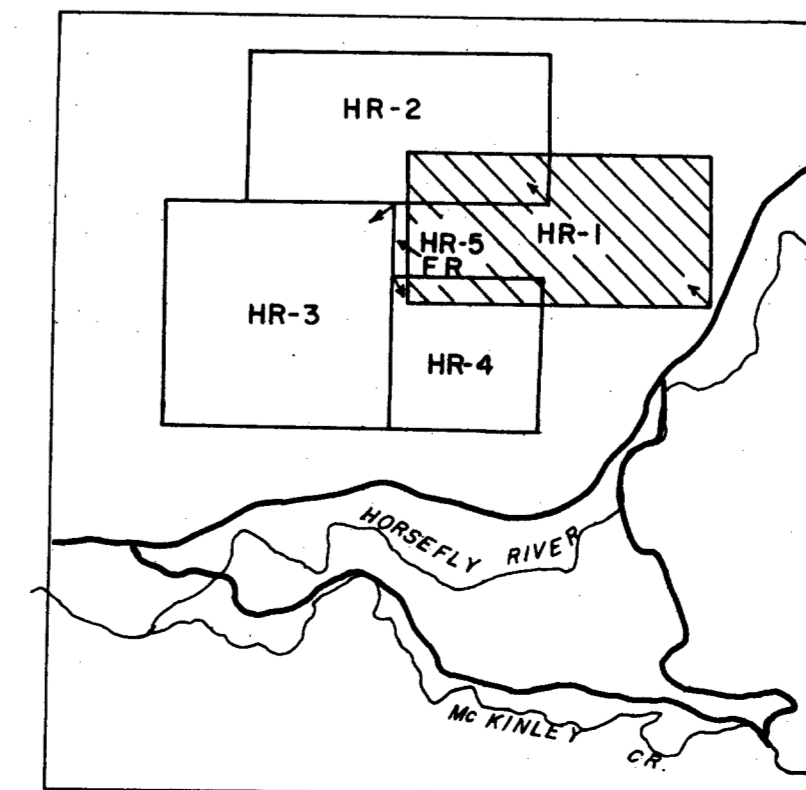 HR-2
HR-5
FR
HR-1
HR-3
HR-4
HORSEFLY RIVER
McKINLEY
CR.